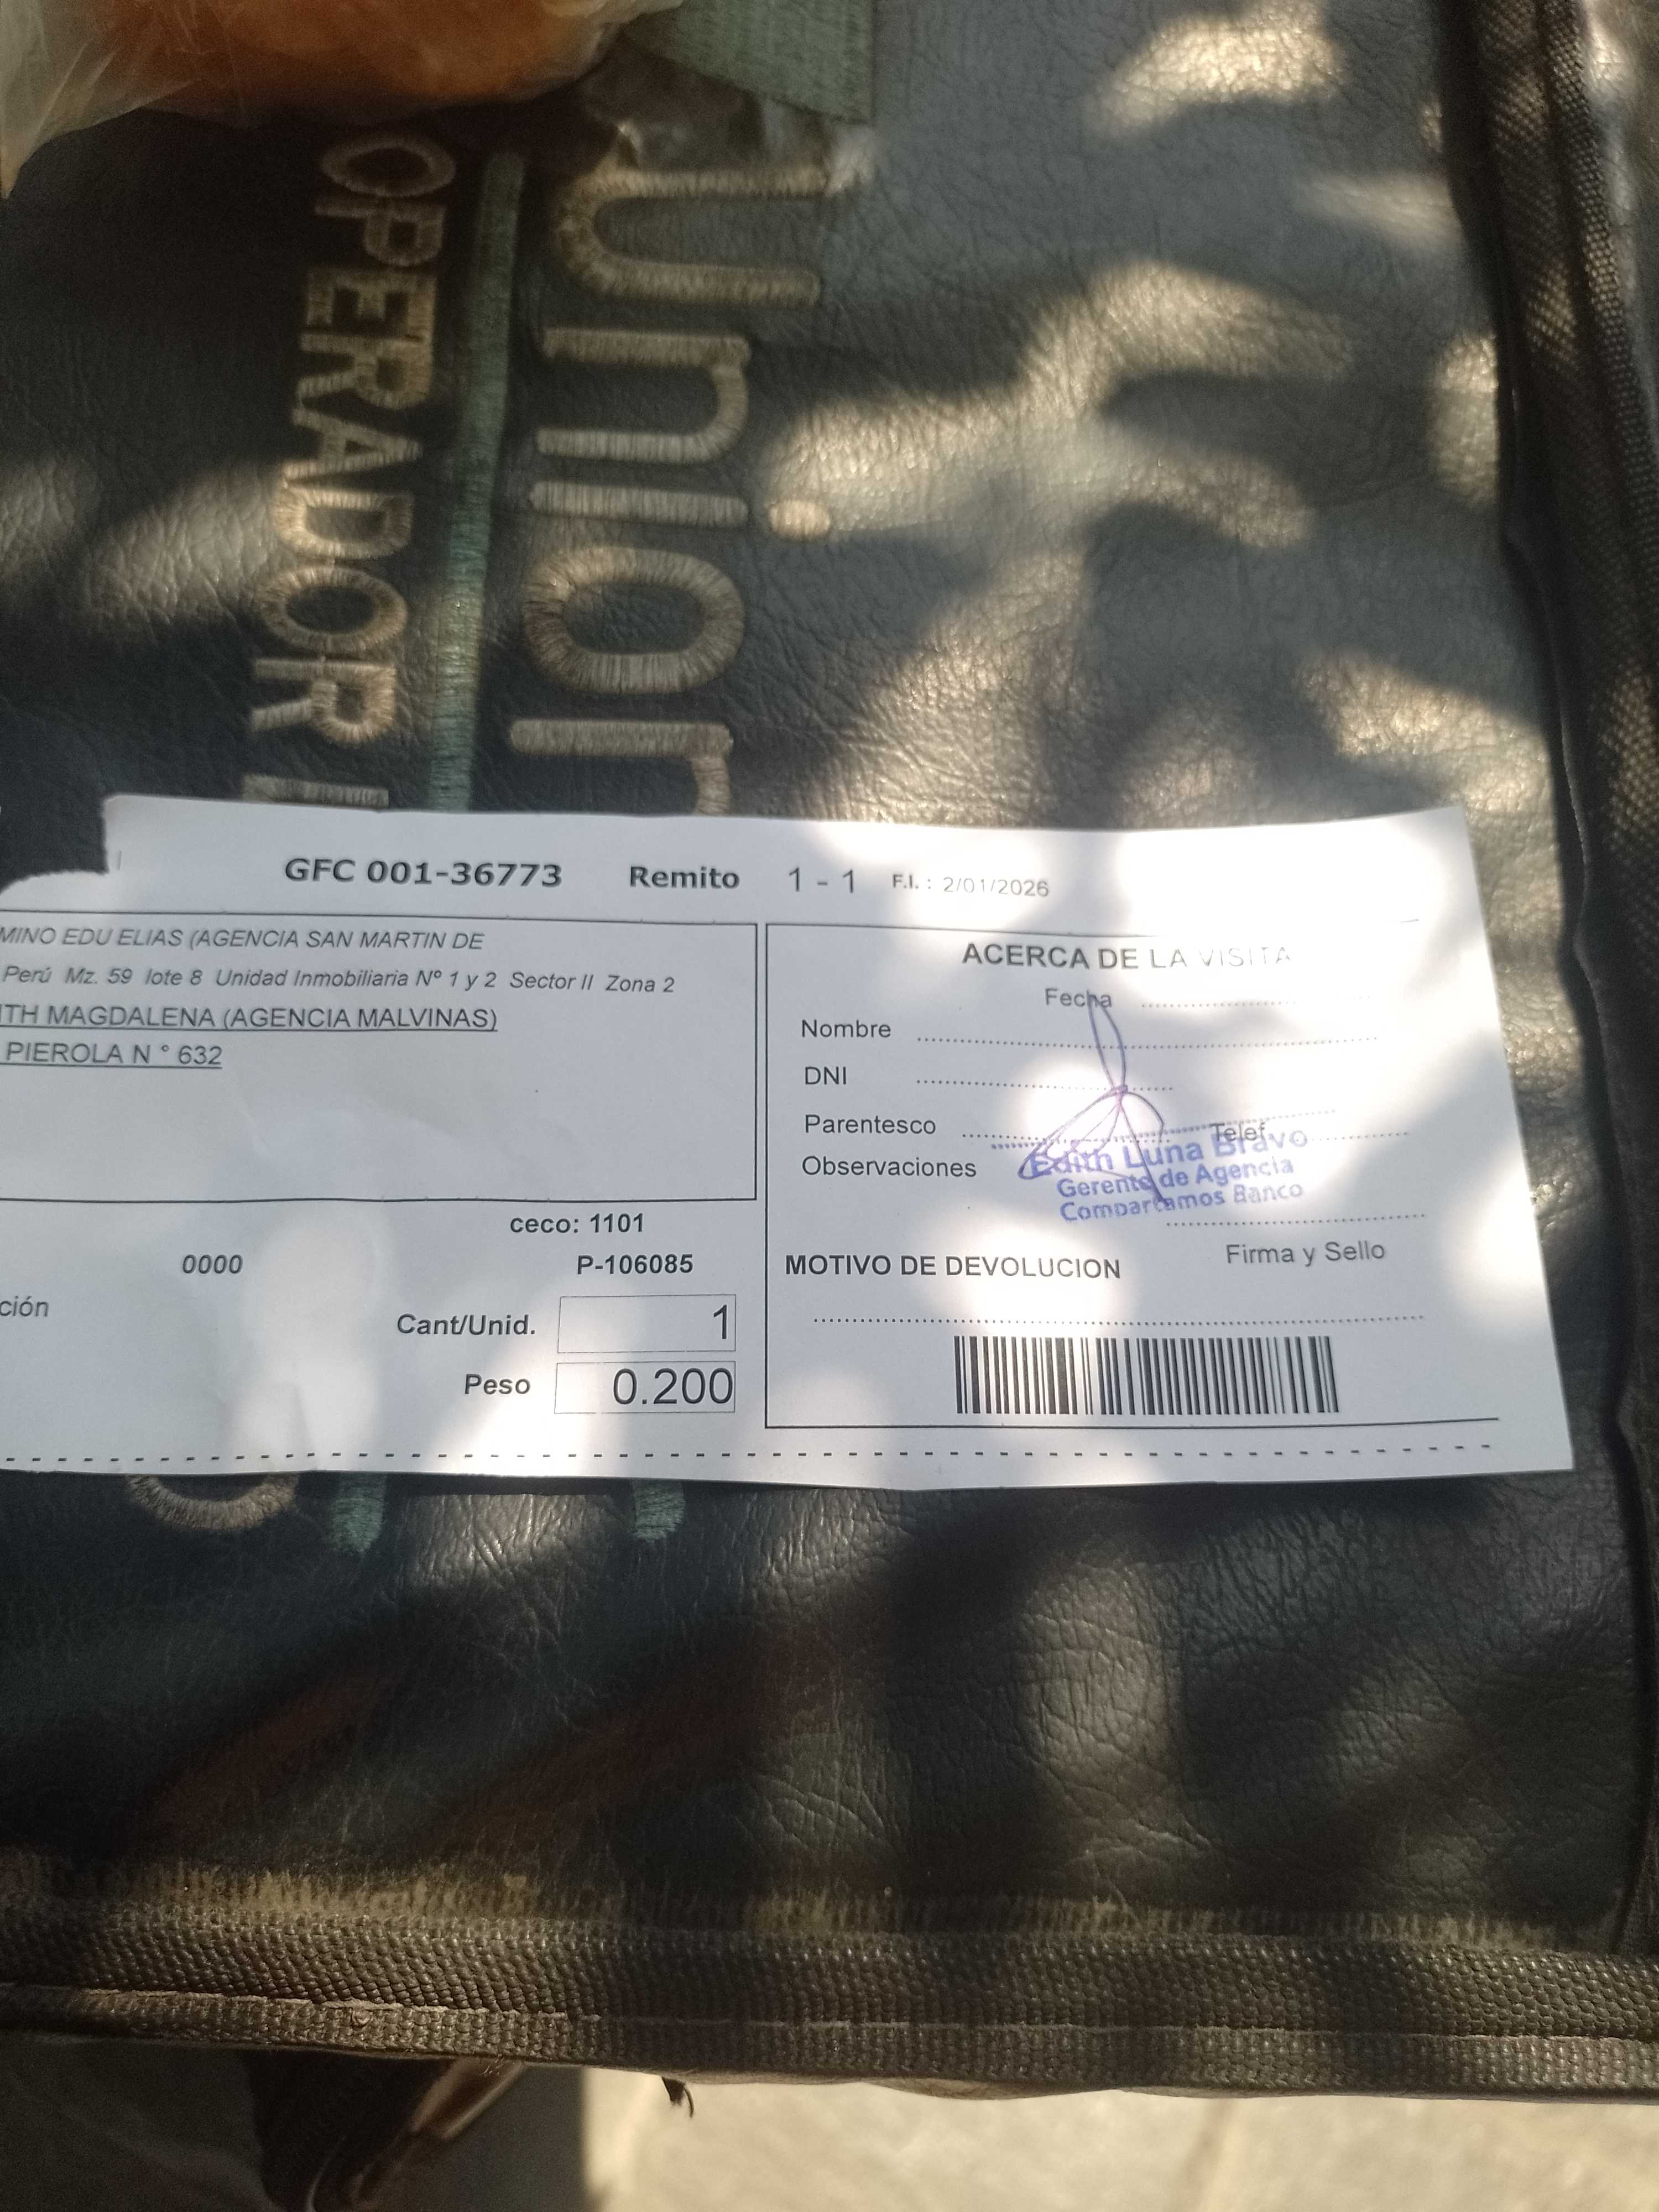 Union
OPERADOR
GFC 001-36773 Remito 1 - 1 F.I. : 2/01/2026
MINO EDU ELIAS (AGENCIA SAN MARTIN DE
Perú Mz. 59 lote 8 Unidad Inmobiliaria Nº 1 y 2 Sector II Zona 2
ITH MAGDALENA (AGENCIA MALVINAS)
PIEROLA N ° 632
ceco: 1101
0000 P-106085
ción
Cant/Unid. 1
Peso 0.200
ACERCA DE LA VISITA
Fecha
Nombre
DNI
Parentesco Telef.
Observaciones
Edith Luna Bravo
Gerente de Agencia
Compartamos Banco
Firma y Sello
MOTIVO DE DEVOLUCION